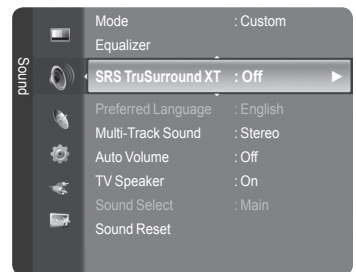 Sound
Mode : Custom
Equalizer
SRS TruSurround XT : Off
Preferred Language : English
Multi-Track Sound : Stereo
Auto Volume : Off
TV Speaker : On
Sound Select : Main
Sound Reset